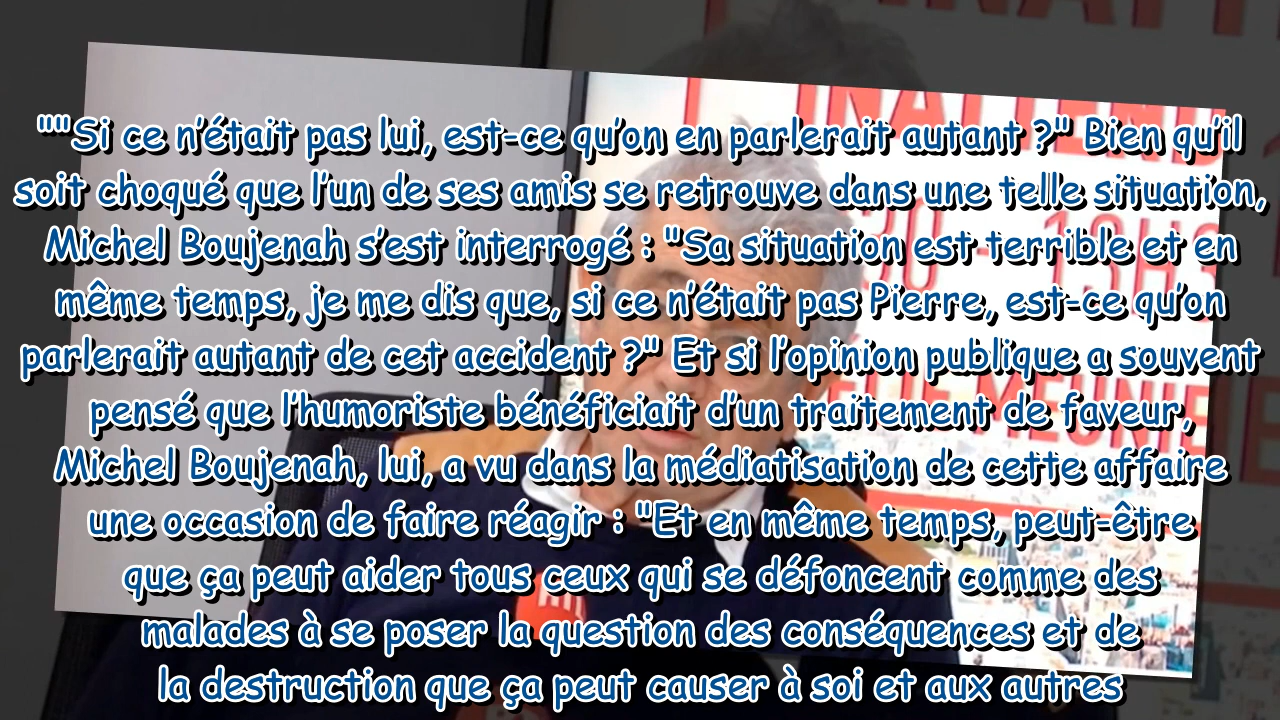 ""Si ce n'était pas lui, est-ce qu'on en parlerait autant ?" Bien qu'il
soit choqué que l'un de ses amis se retrouve dans une telle situation,
Michel Boujenah s'est interrogé : "Sa situation est terrible et en
même temps, je me dis que, si ce n'était pas Pierre, est-ce qu'on
parlerait autant de cet accident ?" Et si l'opinion publique a souvent
pensé que l'humoriste bénéficiait d'un traitement de faveur,
Michel Boujenah, lui, a vu dans la médiatisation de cette affaire
une occasion de faire réagir : "Et en même temps, peut-être
que ça peut aider tous ceux qui se défoncent comme des
malades à se poser la question des conséquences et de
la destruction que ça peut causer à soi et aux autres